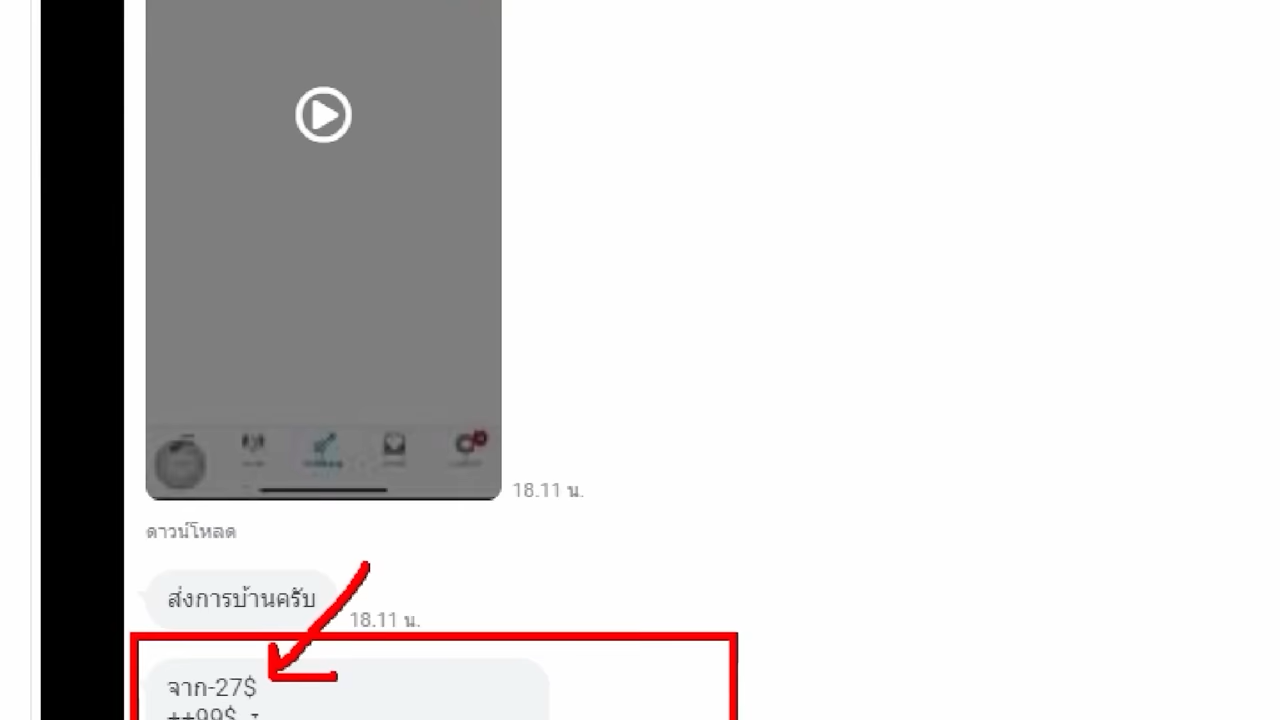 18.11 น.
ดาวน์โหลด
ส่งการบ้านครับ
18.11 น.
จาก-27$
++99$